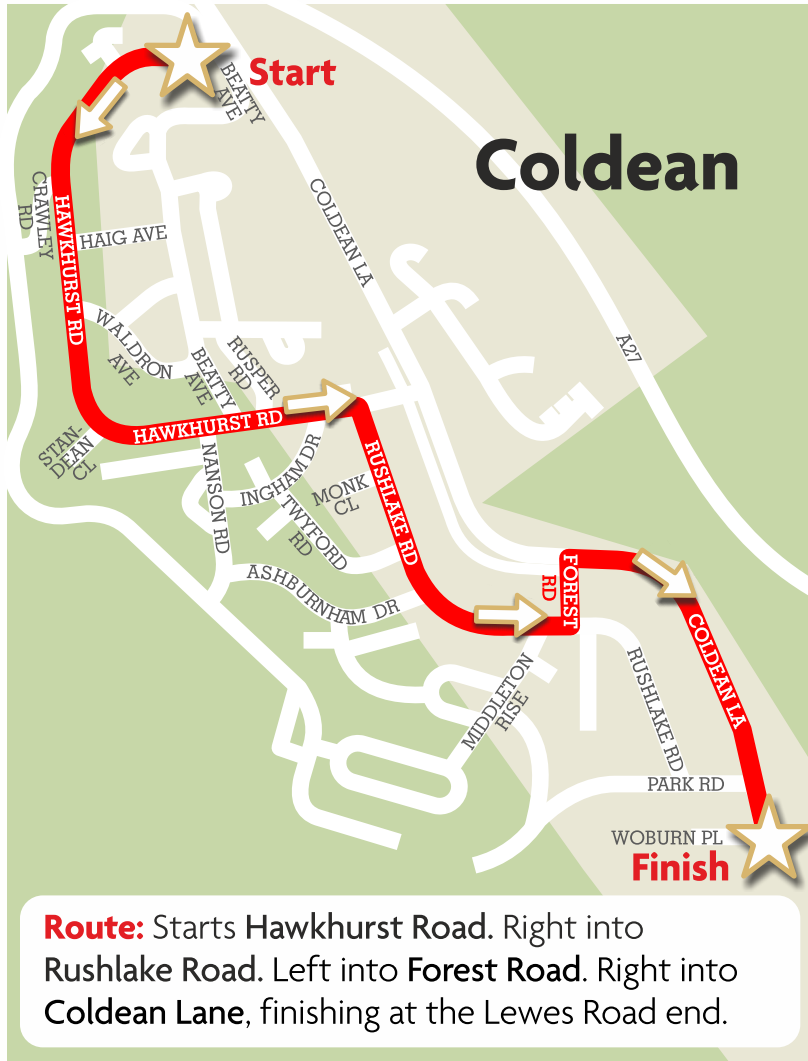 Start
BEATTY
AVE
Coldean
COLDEAN LA
CRAWLEY
RD
HAWKHURST RD
HAIG AVE
A27
WALDRON
AVE
BEATTY
AVE
RUSPER
RD
HAWKHURST RD
STAN-
DEAN
CL
NANSON RD
INGHAM DR
MONK
CL
RUSHLAKE RD
TWYFORD
RD
ASHBURNHAM DR
FOREST
RD
COLDEAN LA
MIDDLETON
RISE
RUSHLAKE RD
PARK RD
WOBURN PL
Finish
Route: Starts Hawkhurst Road. Right into
Rushlake Road. Left into Forest Road. Right into
Coldean Lane, finishing at the Lewes Road end.